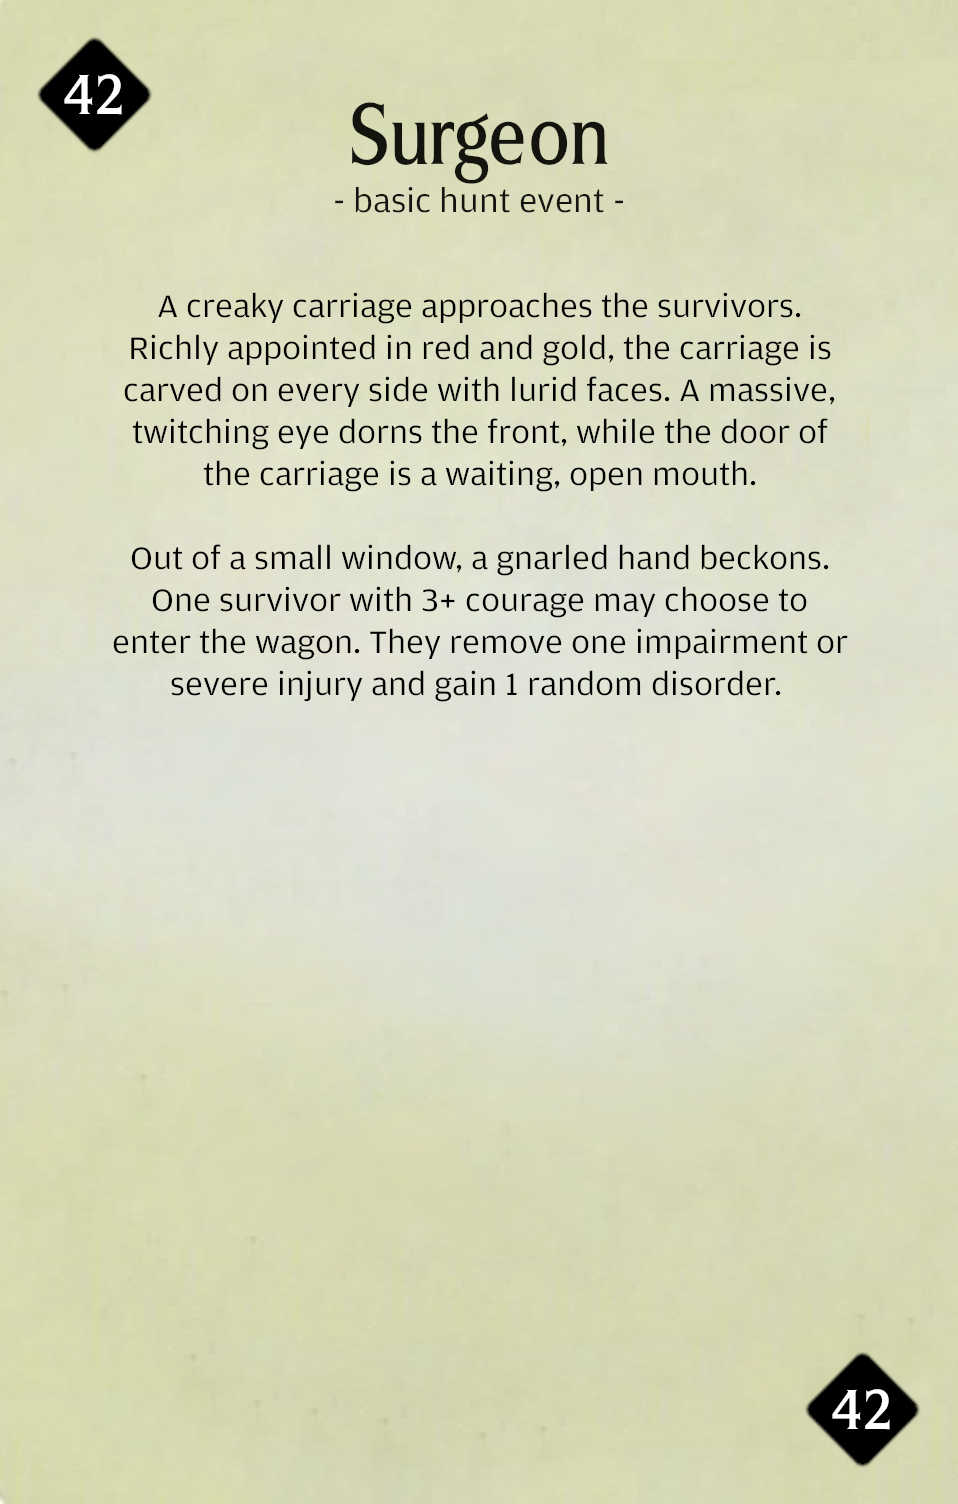 42
Surgeon
- basic hunt event -
A creaky carriage approaches the survivors.
Richly appointed in red and gold, the carriage is
carved on every side with lurid faces. A massive,
twitching eye dorns the front, while the door of
the carriage is a waiting, open mouth.
Out of a small window, a gnarled hand beckons.
One survivor with 3+ courage may choose to
enter the wagon. They remove one impairment or
severe injury and gain 1 random disorder.
42